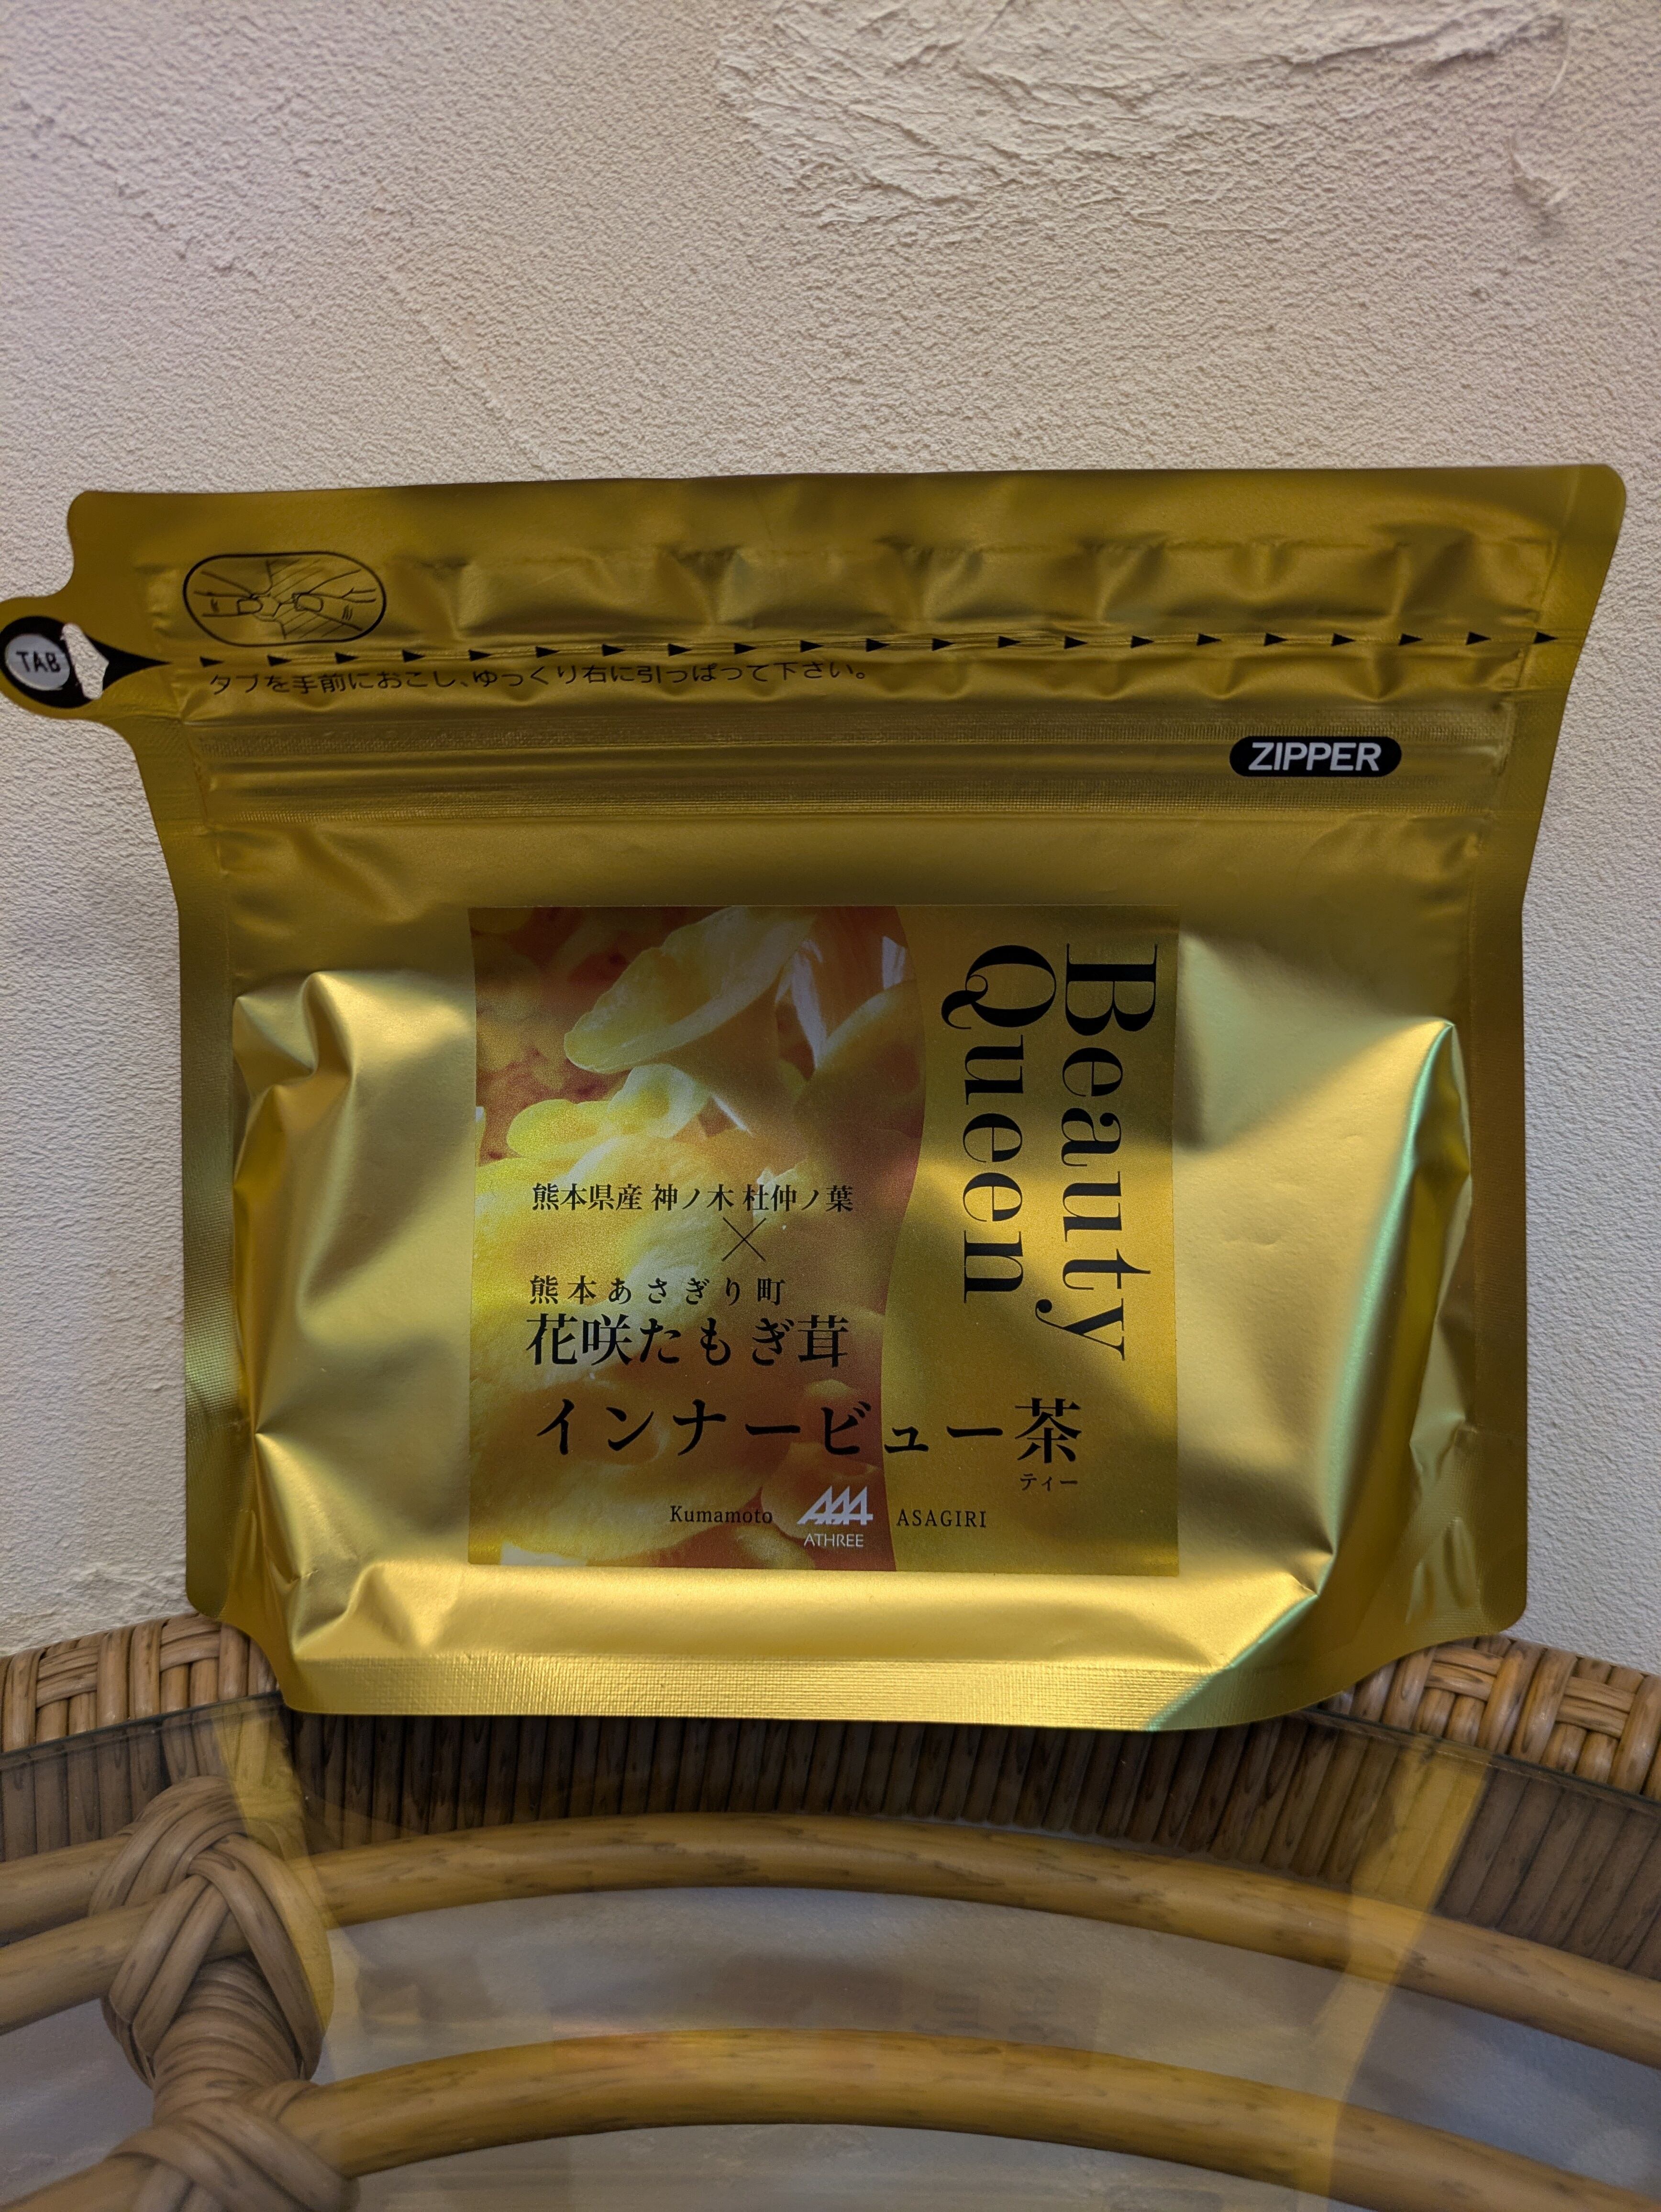 TAB
タブを手前におこし、ゆっくり右に引っぱって下さい。
ZIPPER
Beauty
Queen
熊本県産 神ノ木 杜仲ノ葉
×
熊本あさぎり町
花咲たもぎ茸
インナービュー茶
ティー
Kumamoto AAA ASAGIRI
ATHREE